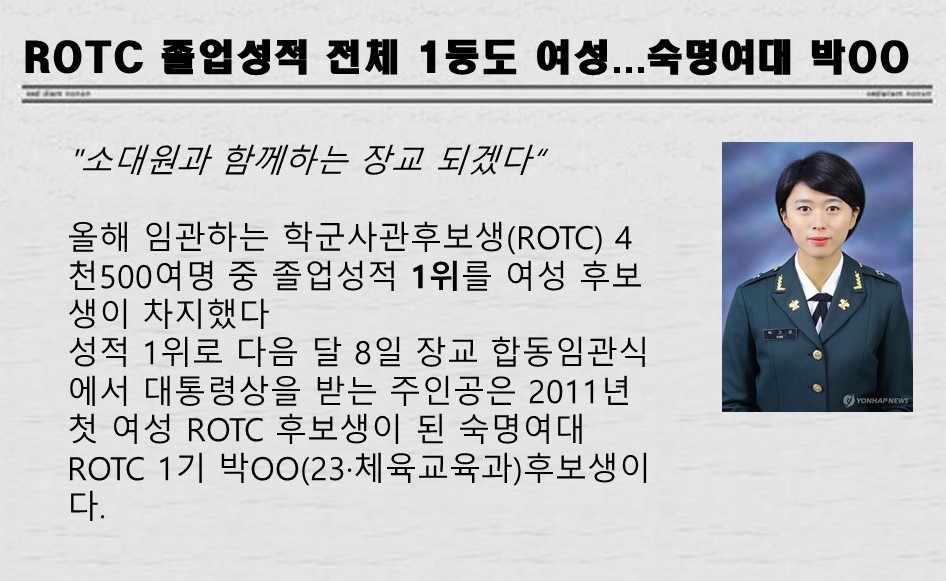 ROTC 졸업성적 전체 1등도 여성...숙명여대 박OO
sed diam nonan
"소대원과 함께하는 장교 되겠다“
올해 임관하는 학군사관후보생(ROTC) 4
천500여명 중 졸업성적 1위를 여성 후보
생이 차지했다
성적 1위로 다음 달 8일 장교 합동임관식
에서 대통령상을 받는 주인공은 2011년
첫 여성 ROTC 후보생이 된 숙명여대
ROTC 1기 박OO(23·체육교육과)후보생이
다.
YONHAP NEWS